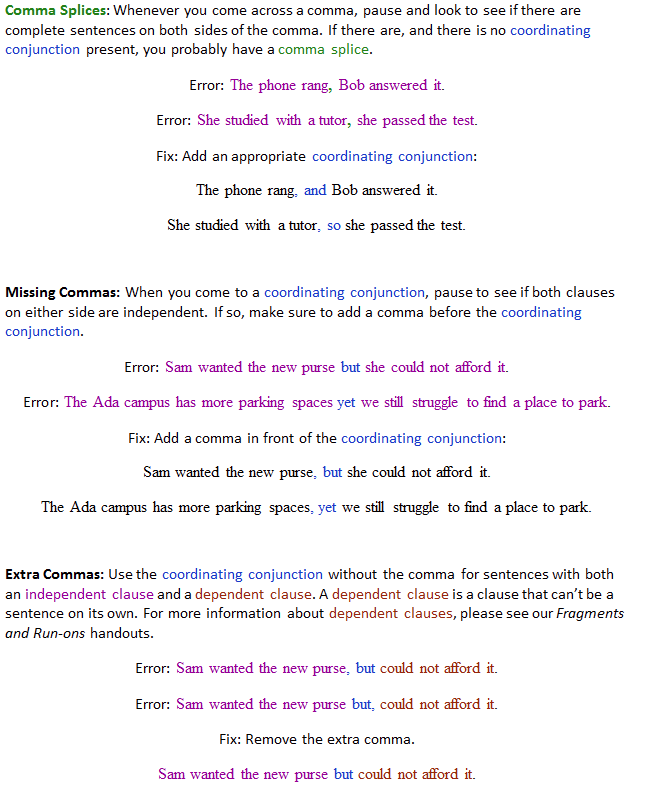 Comma Splices: Whenever you come across a comma, pause and look to see if there are
complete sentences on both sides of the comma. If there are, and there is no coordinating
conjunction present, you probably have a comma splice.
Error: The phone rang, Bob answered it.
Error: She studied with a tutor, she passed the test.
Fix: Add an appropriate coordinating conjunction:
The phone rang, and Bob answered it.
She studied with a tutor, so she passed the test.
Missing Commas: When you come to a coordinating conjunction, pause to see if both clauses
on either side are independent. If so, make sure to add a comma before the coordinating
conjunction.
Error: Sam wanted the new purse but she could not afford it.
Error: The Ada campus has more parking spaces yet we still struggle to find a place to park.
Fix: Add a comma in front of the coordinating conjunction:
Sam wanted the new purse, but she could not afford it.
The Ada campus has more parking spaces, yet we still struggle to find a place to park.
Extra Commas: Use the coordinating conjunction without the comma for sentences with both
an independent clause and a dependent clause. A dependent clause is a clause that can't be a
sentence on its own. For more information about dependent clauses, please see our Fragments
and Run-ons handouts.
Error: Sam wanted the new purse, but could not afford it.
Error: Sam wanted the new purse but, could not afford it.
Fix: Remove the extra comma.
Sam wanted the new purse but could not afford it.